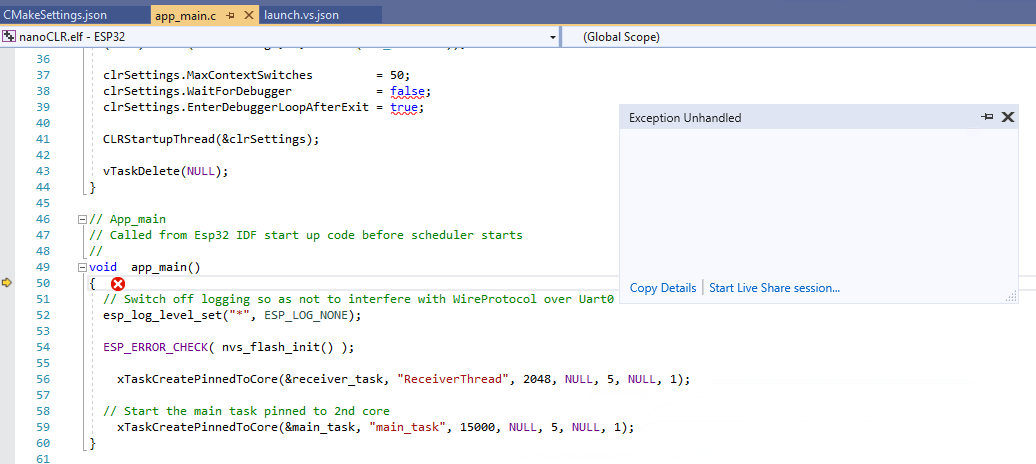 CMakeSettings.json app_main.c launch.vs.json
nanoCLR.elf - ESP32 (Global Scope)
36
37 clrSettings.MaxContextSwitches = 50;
38 clrSettings.WaitForDebugger = false;
39 clrSettings.EnterDebuggerLoopAfterExit = true;
40
41 CLRStartupThread(&clrSettings);
42
43 vTaskDelete(NULL);
44 }
45
46 // App_main
47 // Called from Esp32 IDF start up code before scheduler starts
48 //
49 void app_main()
50 {
51 // Switch off logging so as not to interfere with WireProtocol over Uart0
52 esp_log_level_set("*", ESP_LOG_NONE);
53
54 ESP_ERROR_CHECK( nvs_flash_init() );
55
56 xTaskCreatePinnedToCore(&receiver_task, "ReceiverThread", 2048, NULL, 5, NULL, 1);
57
58 // Start the main task pinned to 2nd core
59 xTaskCreatePinnedToCore(&main_task, "main_task", 15000, NULL, 5, NULL, 1);
60 }
61
Exception Unhandled
Copy Details | Start Live Share session...